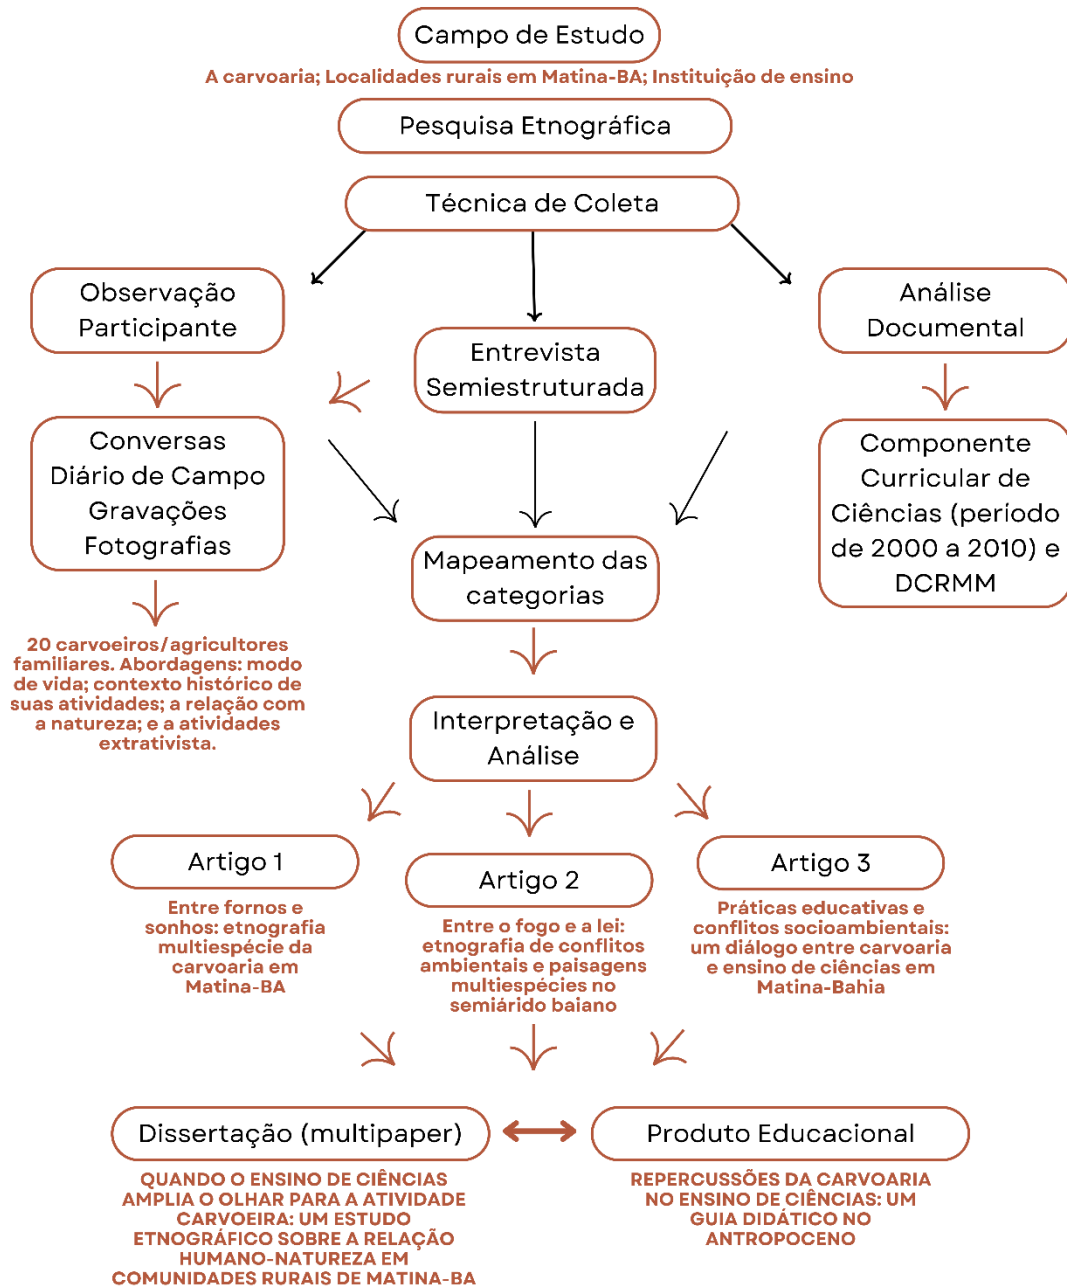 Campo de Estudo
A carvoaria; Localidades rurais em Matina-BA; Instituição de ensino
Pesquisa Etnográfica
Técnica de Coleta
Observação
Participante
Entrevista
Semiestruturada
Análise
Documental
Conversas
Diário de Campo
Gravações
Fotografias
Componente
Curricular de
Ciências (período
de 2000 a 2010) e
DCRMM
Mapeamento das
categorias
20 carvoeiros/agricultores
familiares. Abordagens: modo
de vida; contexto histórico de
suas atividades; a relação com
a natureza; e a atividades
extrativista.
Interpretação e
Análise
Artigo 1
Entre fornos e
sonhos: etnografia
multiespécie da
carvoaria em
Matina-BA
Artigo 2
Entre o fogo e a lei:
etnografia de conflitos
ambientais e paisagens
multiespécies no
semiárido baiano
Artigo 3
Práticas educativas e
conflitos socioambientais:
um diálogo entre carvoaria
e ensino de ciências em
Matina-Bahia
Dissertação (multipaper)
QUANDO O ENSINO DE CIÊNCIAS
AMPLIA O OLHAR PARA A ATIVIDADE
CARVOEIRA: UM ESTUDO
ETNOGRÁFICO SOBRE A RELAÇÃO
HUMANO-NATUREZA EM
COMUNIDADES RURAIS DE MATINA-BA
Produto Educacional
REPERCUSSÕES DA CARVOARIA
NO ENSINO DE CIÊNCIAS: UM
GUIA DIDÁTICO NO
ANTROPOCENO